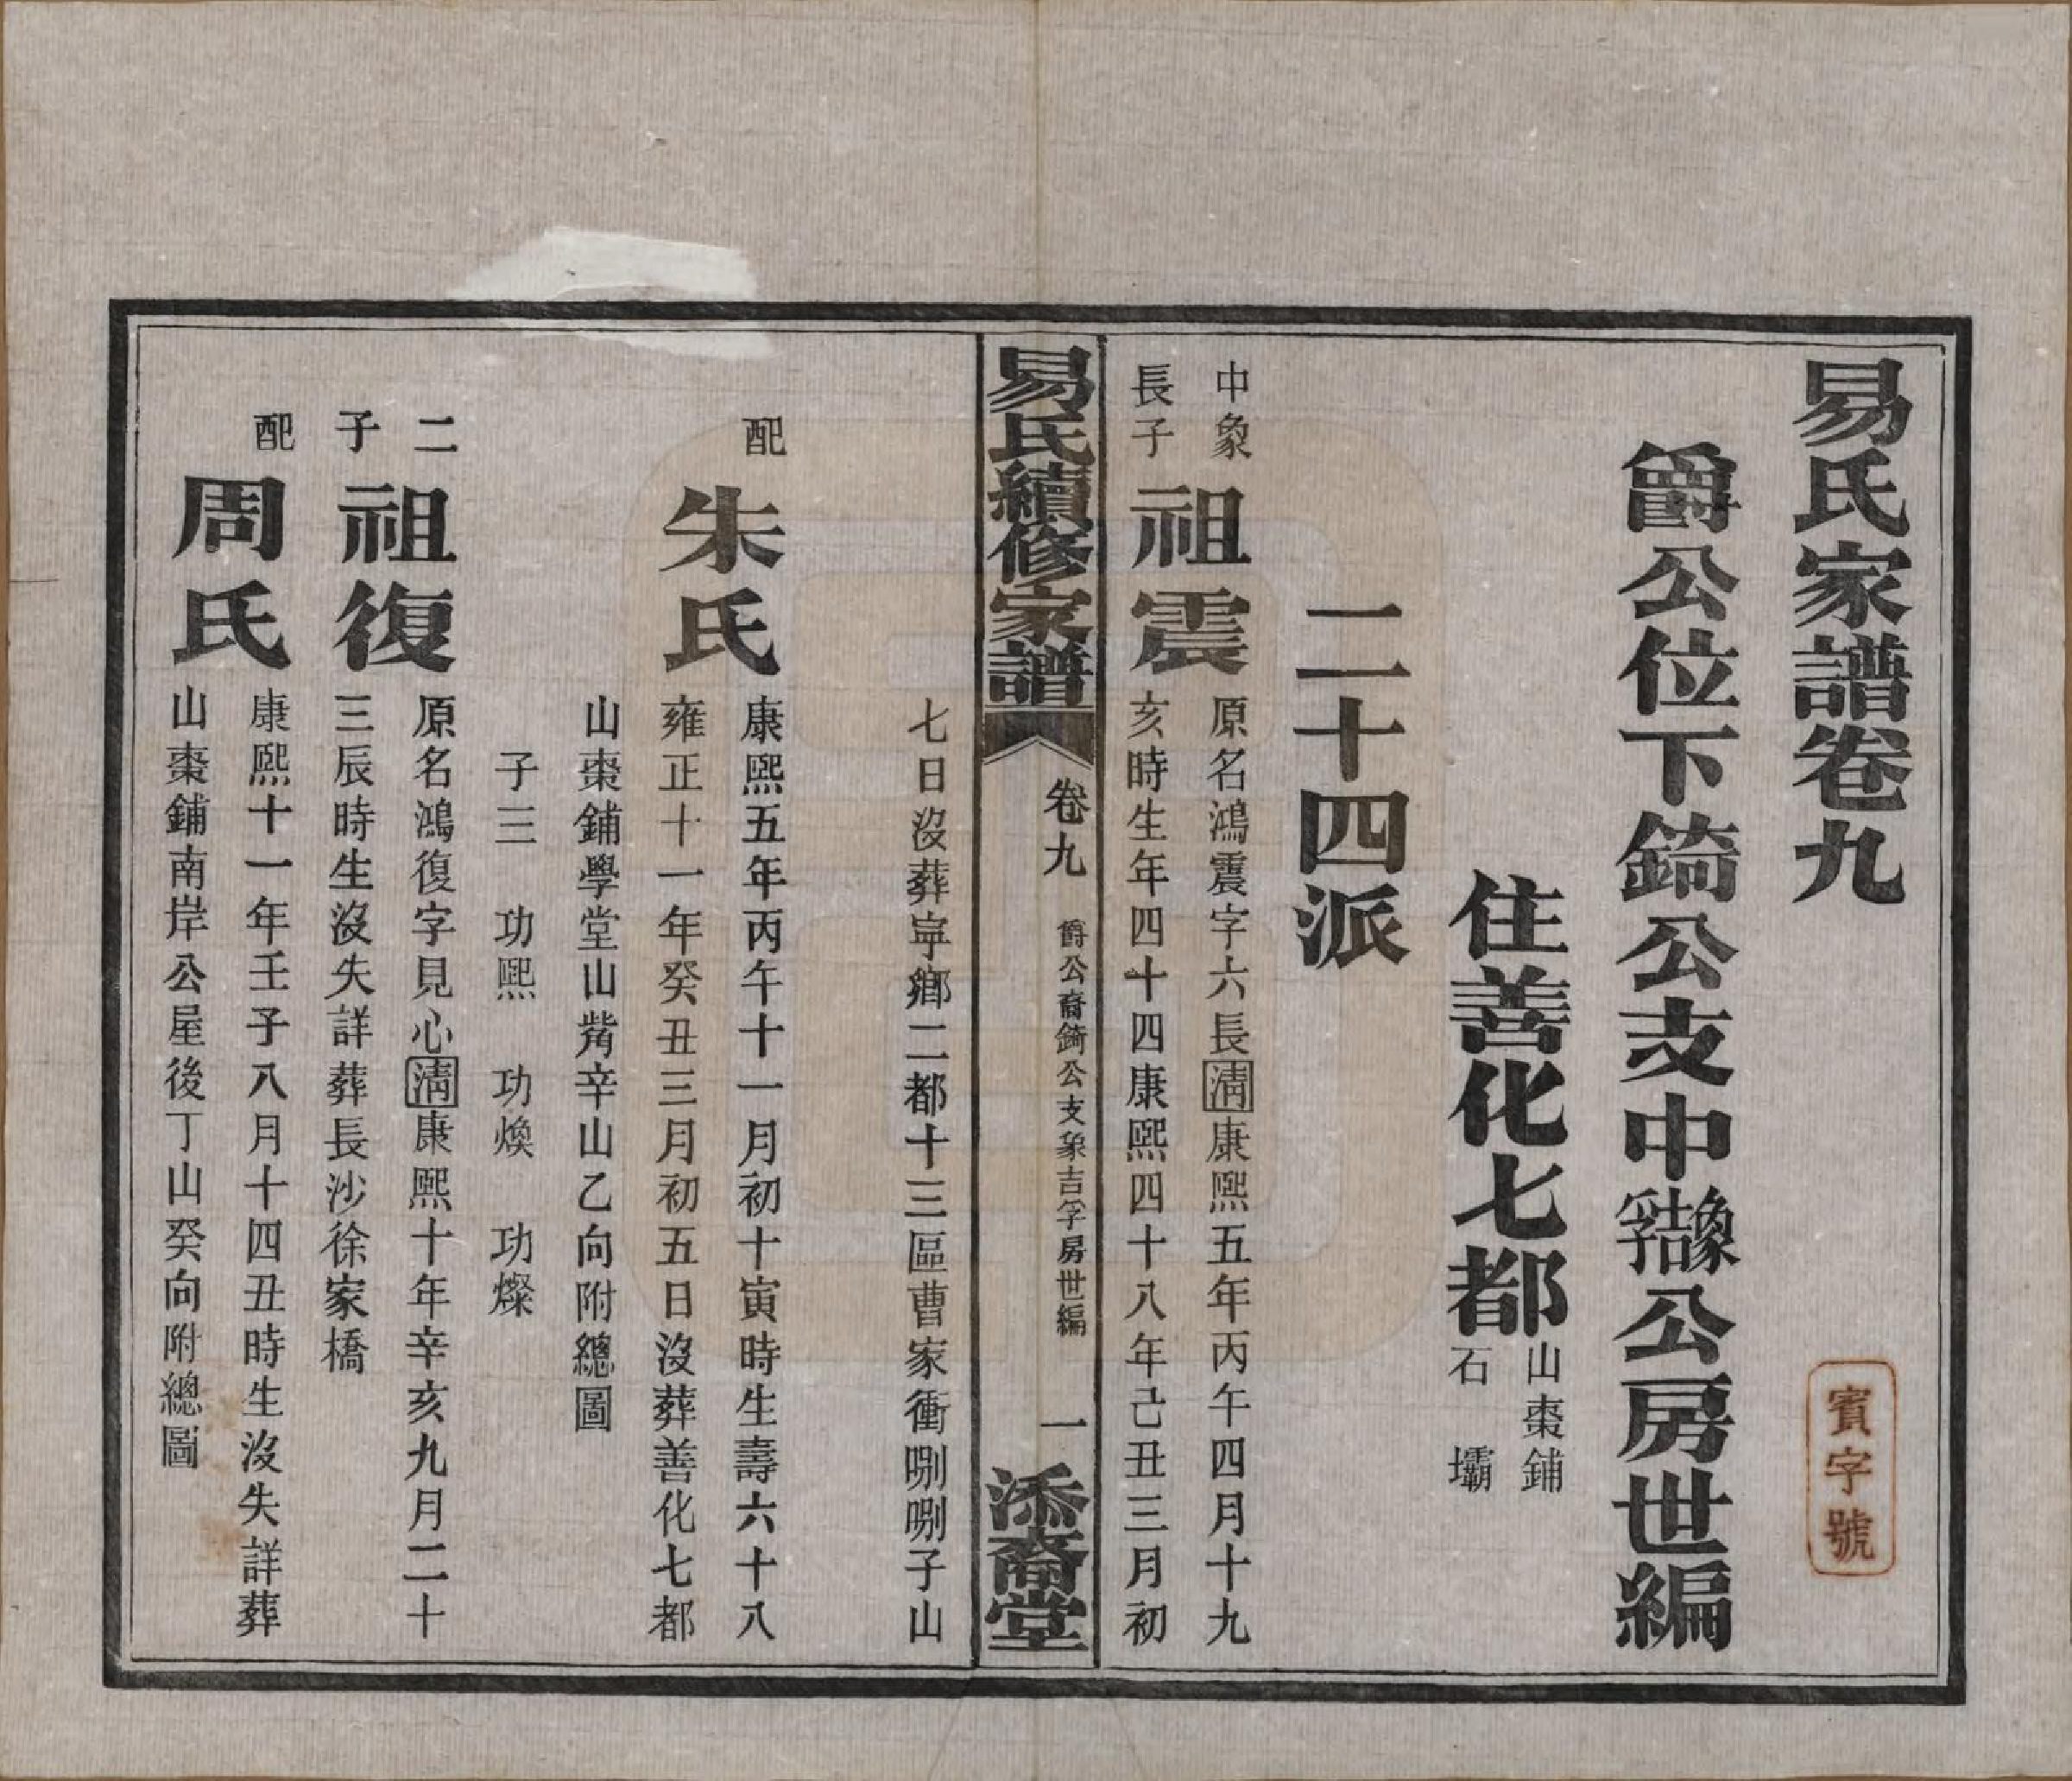 易氏家譜卷九
賓字號
爵公位下錡公支中象吉孚公房世編
住善化七都
山棗鋪
石壩
二十四派
中象
長子
祖震
原名鴻震字六長清康熙五年丙午四月十九
亥時生年四十四康熙四十八年己丑三月初
易氏續修家譜
卷九
爵公裔錡公支象吉孚房世編
一
添裔堂
七日沒葬寧鄉二都十三區曹家衝唎唎子山
配
朱氏
康熙五年丙午十一月初十寅時生壽六十八
雍正十一年癸丑三月初五日沒葬善化七都
山棗鋪學堂山觜辛山乙向附總圖
子三 功熙 功煥 功燦
二
子
祖復
原名鴻復字見心清康熙十年辛亥九月二十
三辰時生沒失詳葬長沙徐家橋
配
周氏
康熙十一年壬子八月十四丑時生沒失詳葬
山棗鋪南岸公屋後丁山癸向附總圖